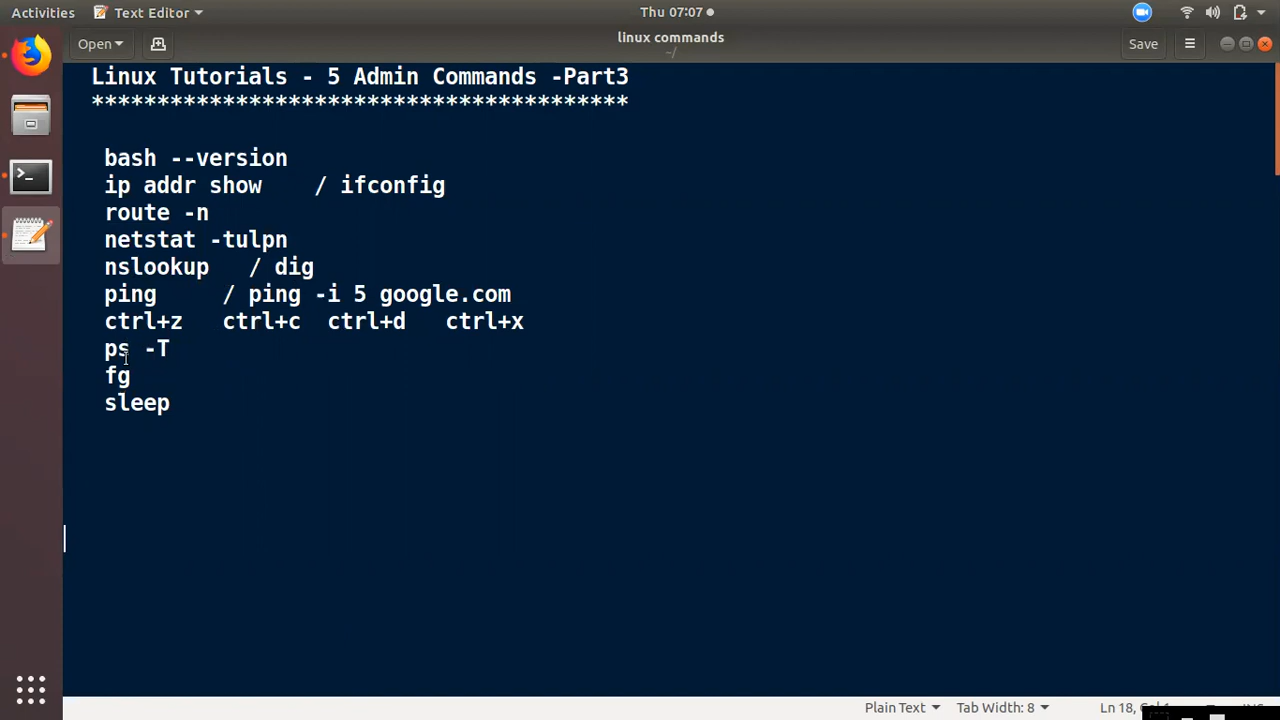 Activities Text Editor Thu 07:07
Open linux commands Save
~/
Linux Tutorials - 5 Admin Commands -Part3
*****************************************
bash --version
ip addr show / ifconfig
route -n
netstat -tulpn
nslookup / dig
ping / ping -i 5 google.com
ctrl+z ctrl+c ctrl+d ctrl+x
ps -T
fg
sleep
Plain Text Tab Width: 8 Ln 18,